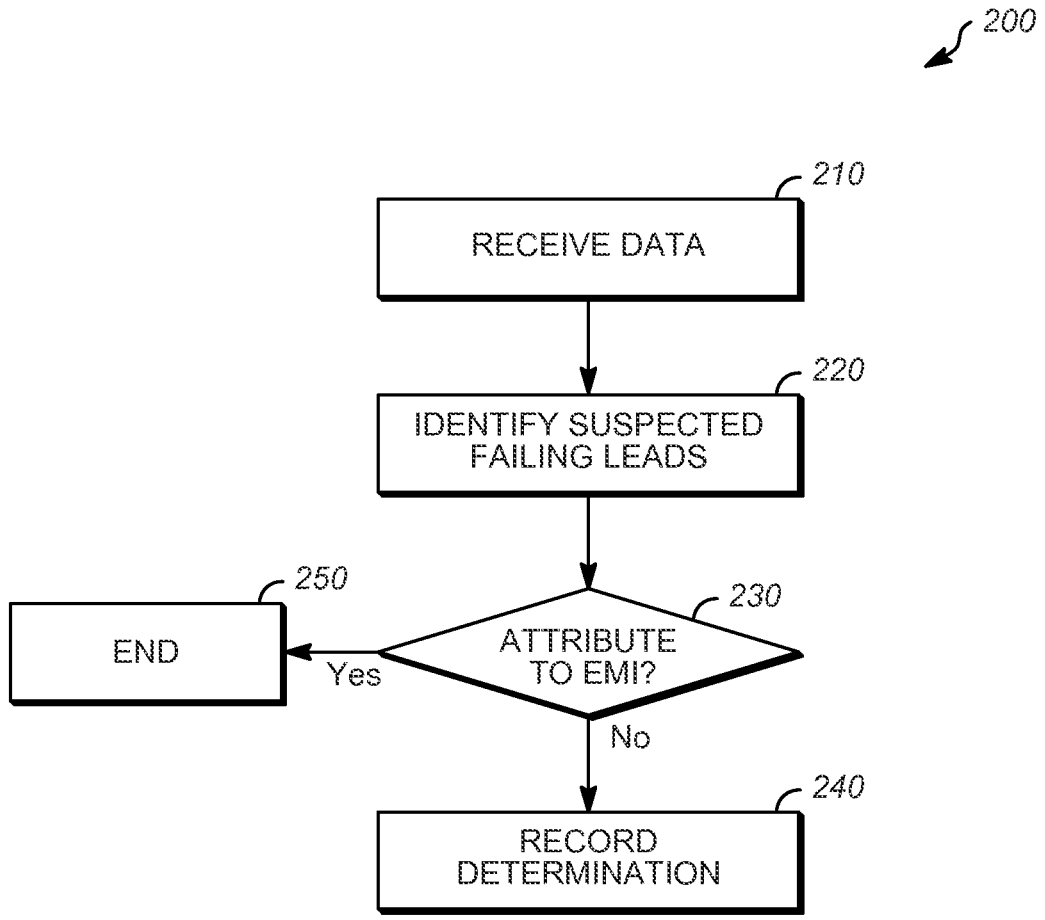 200
210
RECEIVE DATA
220
IDENTIFY SUSPECTED
FAILING LEADS
230
ATTRIBUTE
TO EMI?
250
END
Yes
No
240
RECORD
DETERMINATION